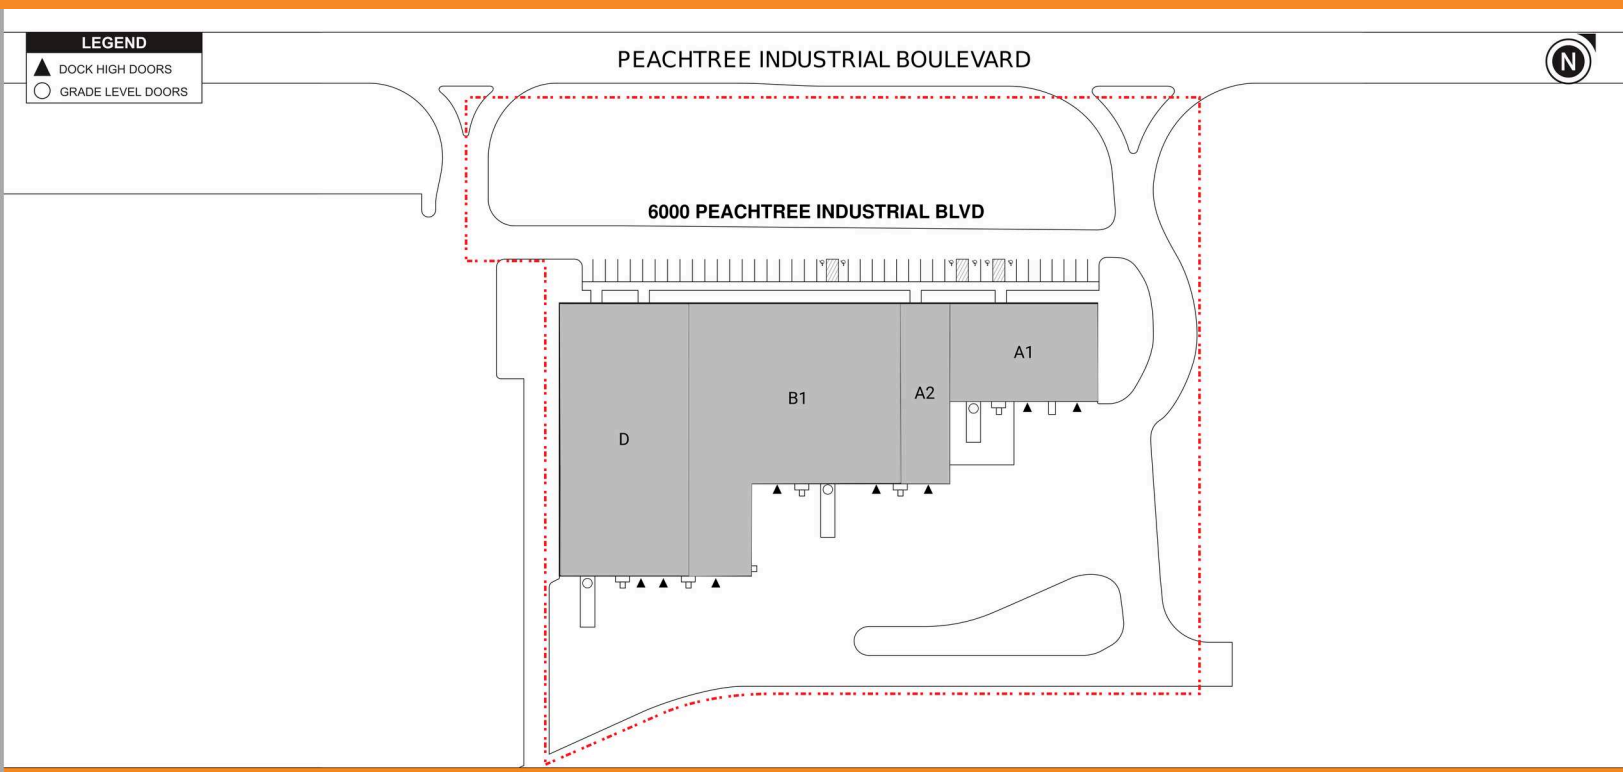 LEGEND
DOCK HIGH DOORS
GRADE LEVEL DOORS
PEACHTREE INDUSTRIAL BOULEVARD
N
6000 PEACHTREE INDUSTRIAL BLVD
A1
A2
B1
D